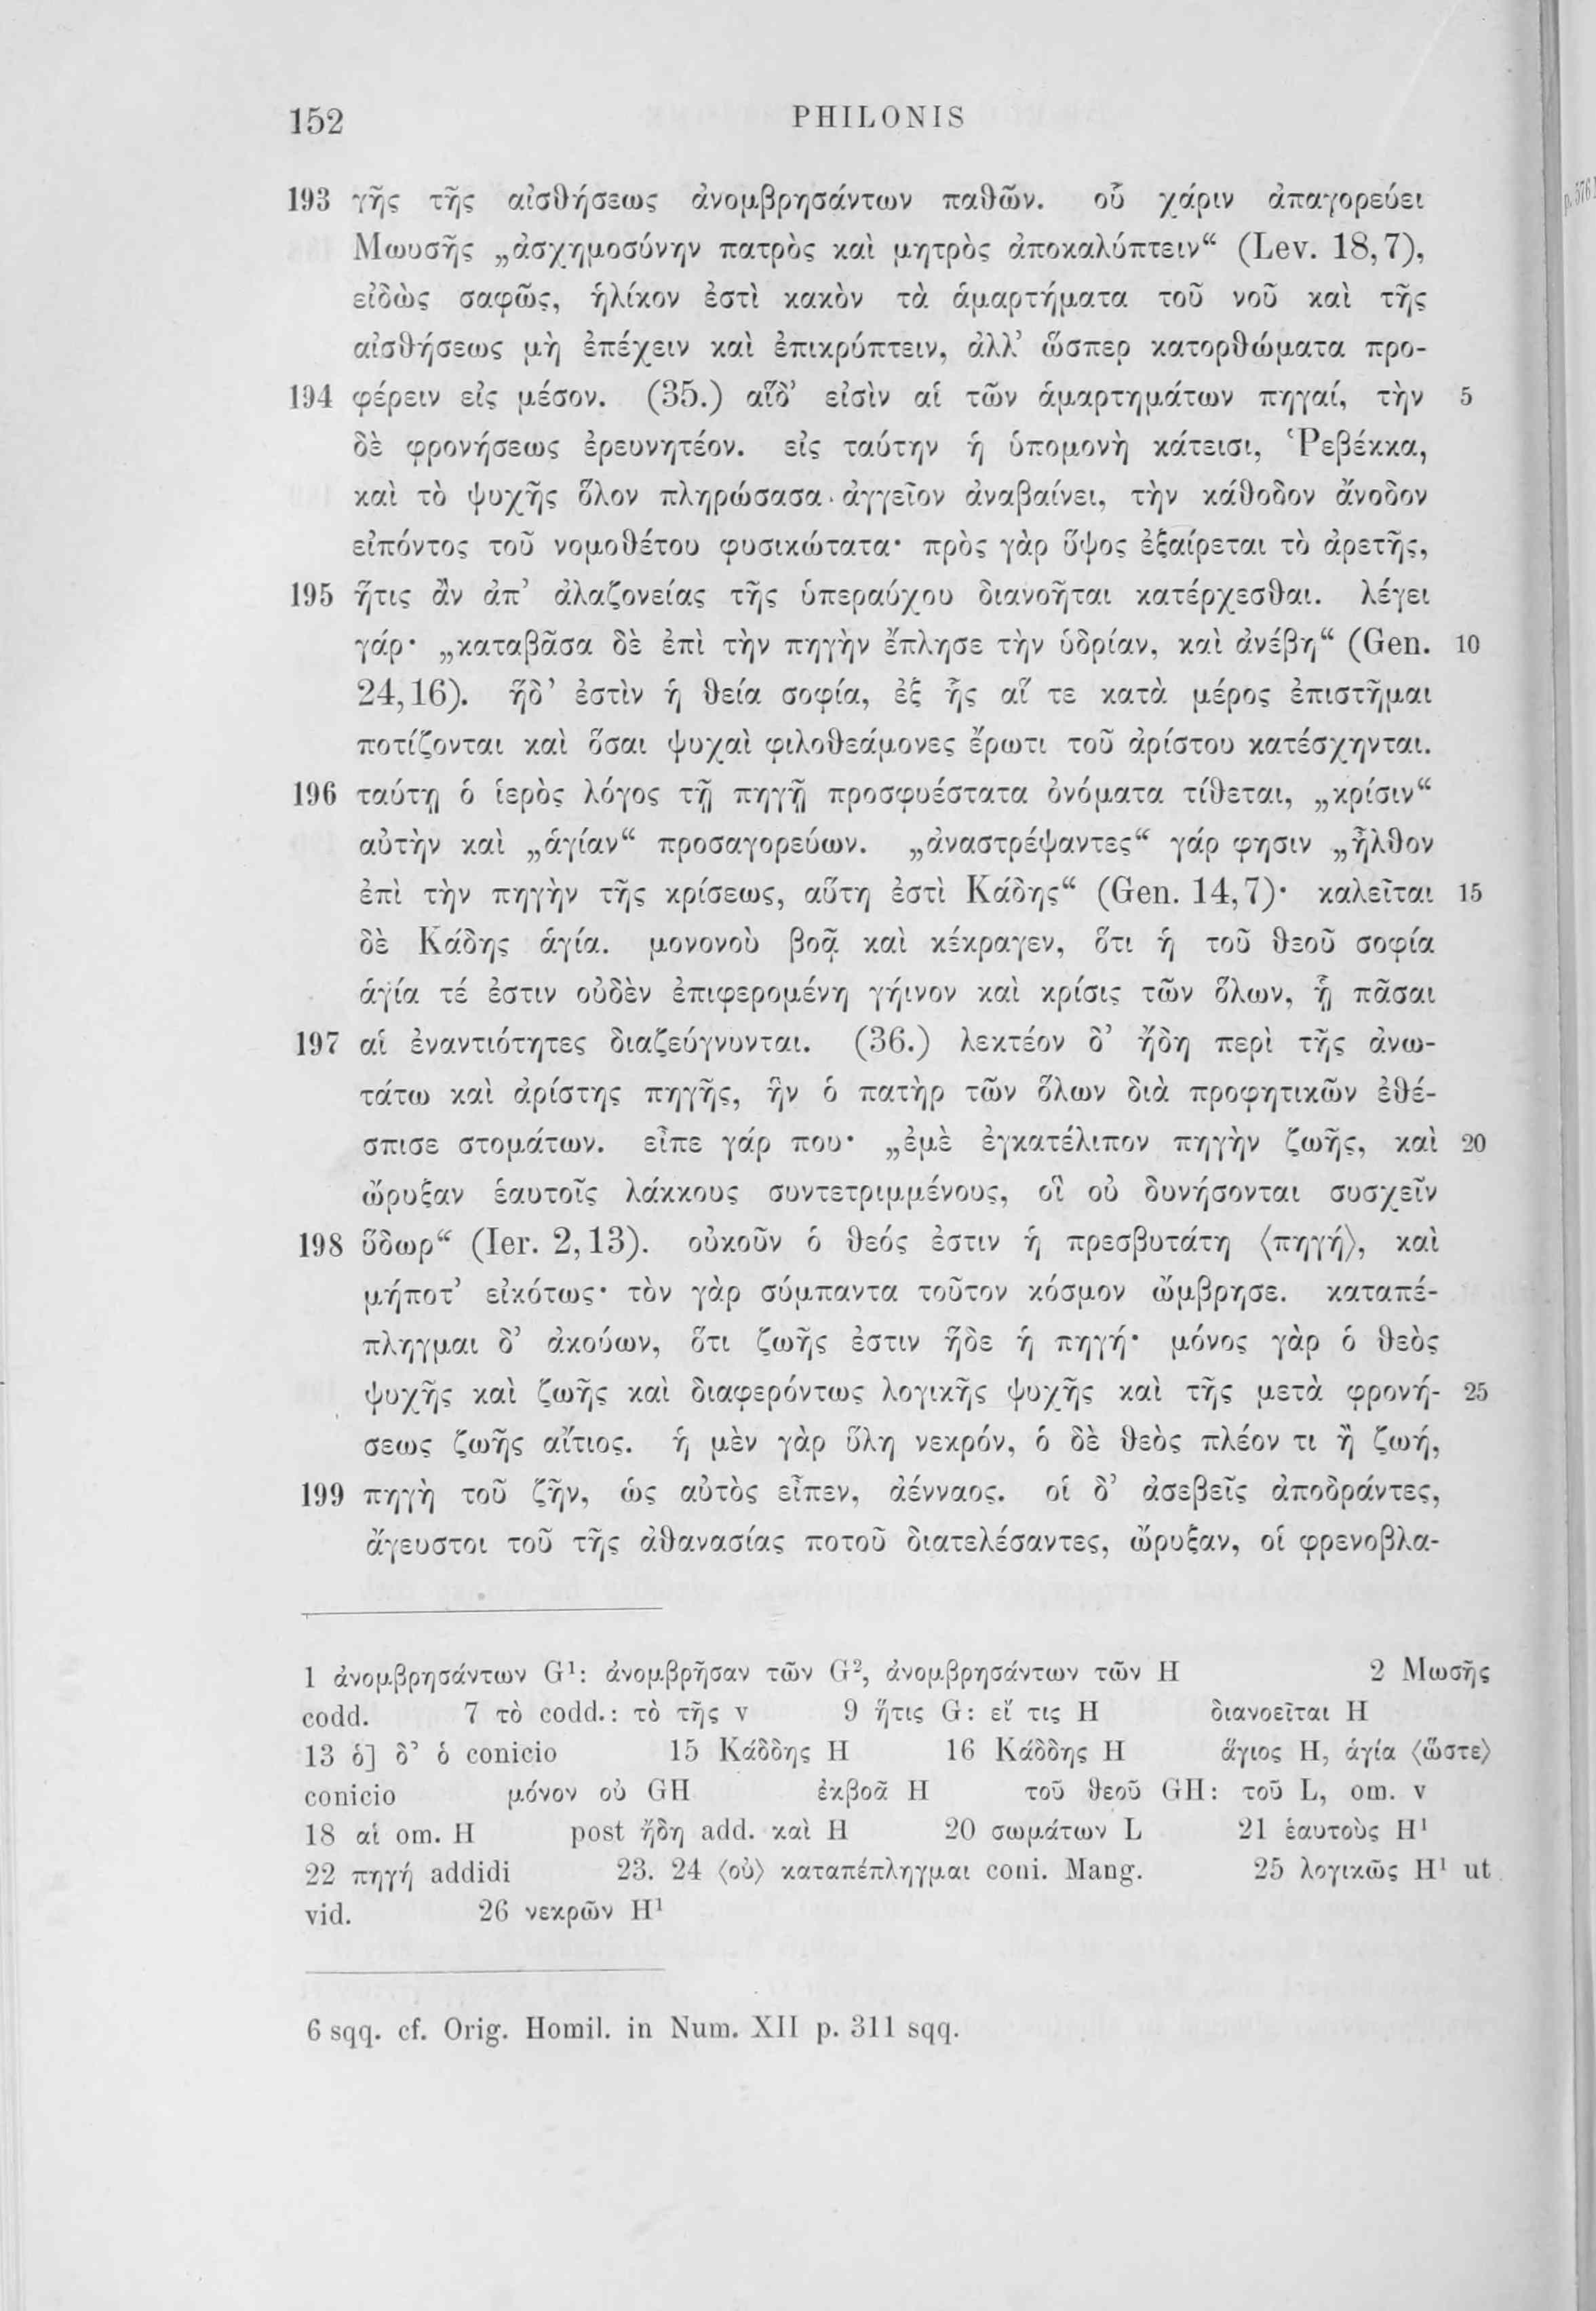 152 PHILONIS
193 γῆς τῆς αἰσθήσεως ἀνομβρησάντων παθῶν. οὗ χάριν ἀπαγορεύει
Μωυσῆς „ἀσχημοσύνην πατρὸς καὶ μητρὸς ἀποκαλύπτειν“ (Lev. 18,7),
εἰδὼς σαφῶς, ἡλίκον ἐστὶ κακὸν τὰ ἁμαρτήματα τοῦ νοῦ καὶ τῆς
αἰσθήσεως μὴ ἐπέχειν καὶ ἐπικρύπτειν, ἀλλ’ ὥσπερ κατορθώματα προ-
194 φέρειν εἰς μέσον. (35.) αἵδ’ εἰσὶν αἱ τῶν ἁμαρτημάτων πηγαί, τὴν 5
δὲ φρονήσεως ἐρευνητέον. εἰς ταύτην ἡ ὑπομονὴ κάτεισι, Ῥεβέκκα,
καὶ τὸ ψυχῆς ὅλον πληρώσασα ἀγγεῖον ἀναβαίνει, τὴν κάθοδον ἄνοδον
εἰπόντος τοῦ νομοθέτου φυσικώτατα· πρὸς γὰρ ὕψος ἐξαίρεται τὸ ἀρετῆς,
195 ἥτις ἂν ἀπ’ ἀλαζονείας τῆς ὑπεραύχου διανοῆται κατέρχεσθαι. λέγει
γάρ· „καταβᾶσα δὲ ἐπὶ τὴν πηγὴν ἔπλησε τὴν ὑδρίαν, καὶ ἀνέβη“ (Gen. 10
24,16). ἥδ’ ἐστὶν ἡ θεία σοφία, ἐξ ἧς αἵ τε κατὰ μέρος ἐπιστῆμαι
ποτίζονται καὶ ὅσαι ψυχαὶ φιλοθεάμονες ἔρωτι τοῦ ἀρίστου κατέσχηνται.
196 ταύτῃ ὁ ἱερὸς λόγος τῇ πηγῇ προσφυέστατα ὀνόματα τίθεται, „κρίσιν“
αὐτὴν καὶ „ἁγίαν“ προσαγορεύων. „ἀναστρέψαντες“ γάρ φησιν „ἦλθον
ἐπὶ τὴν πηγὴν τῆς κρίσεως, αὕτη ἐστὶ Κάδης“ (Gen. 14,7)· καλεῖται 15
δὲ Κάδης ἁγία. μονονοὺ βοᾷ καὶ κέκραγεν, ὅτι ἡ τοῦ θεοῦ σοφία
ἁγία τέ ἐστιν οὐδὲν ἐπιφερομένη γήινον καὶ κρίσις τῶν ὅλων, ᾗ πᾶσαι
197 αἱ ἐναντιότητες διαζεύγνυνται. (36.) λεκτέον δ’ ἤδη περὶ τῆς ἀνω-
τάτω καὶ ἀρίστης πηγῆς, ἣν ὁ πατὴρ τῶν ὅλων διὰ προφητικῶν ἐθέ-
σπισε στομάτων. εἶπε γάρ που· „ἐμὲ ἐγκατέλιπον πηγὴν ζωῆς, καὶ 20
ὤρυξαν ἑαυτοῖς λάκκους συντετριμμένους, οἳ οὐ δυνήσονται συσχεῖν
198 ὕδωρ“ (Ier. 2,13). οὐκοῦν ὁ θεός ἐστιν ἡ πρεσβυτάτη 〈πηγή〉, καὶ
μήποτ’ εἰκότως· τὸν γὰρ σύμπαντα τοῦτον κόσμον ὤμβρησε. καταπέ-
πληγμαι δ’ ἀκούων, ὅτι ζωῆς ἐστιν ἥδε ἡ πηγή· μόνος γὰρ ὁ θεὸς
ψυχῆς καὶ ζωῆς καὶ διαφερόντως λογικῆς ψυχῆς καὶ τῆς μετὰ φρονή- 25
σεως ζωῆς αἴτιος. ἡ μὲν γὰρ ὕλη νεκρόν, ὁ δὲ θεὸς πλέον τι ἢ ζωή,
199 πηγὴ τοῦ ζῆν, ὡς αὐτὸς εἶπεν, ἀένναος. οἱ δ’ ἀσεβεῖς ἀποδράντες,
ἄγευστοι τοῦ τῆς ἀθανασίας ποτοῦ διατελέσαντες, ὤρυξαν, οἱ φρενοβλα-
1 ἀνομβρησάντων G¹: ἀνομβρῆσαν τῶν G², ἀνομβρησάντων τῶν H 2 Μωσῆς
codd. 7 τὸ codd.: τὸ τῆς v 9 ἥτις G: εἴ τις H διανοεῖται H
13 ὁ] δ’ ὁ conicio 15 Κάδδης H 16 Κάδδης H ἅγιος H, ἁγία 〈ὥστε〉
conicio μόνον οὐ GH ἐκβοᾶ H τοῦ θεοῦ GH: τοῦ L, om. v
18 αἱ om. H post ἤδη add. καὶ H 20 σωμάτων L 21 ἑαυτοὺς H¹
22 πηγή addidi 23. 24 〈οὐ〉 καταπέπληγμαι coni. Mang. 25 λογικῶς H¹ ut
vid. 26 νεκρῶν H¹
6 sqq. cf. Orig. Homil. in Num. XII p. 311 sqq.